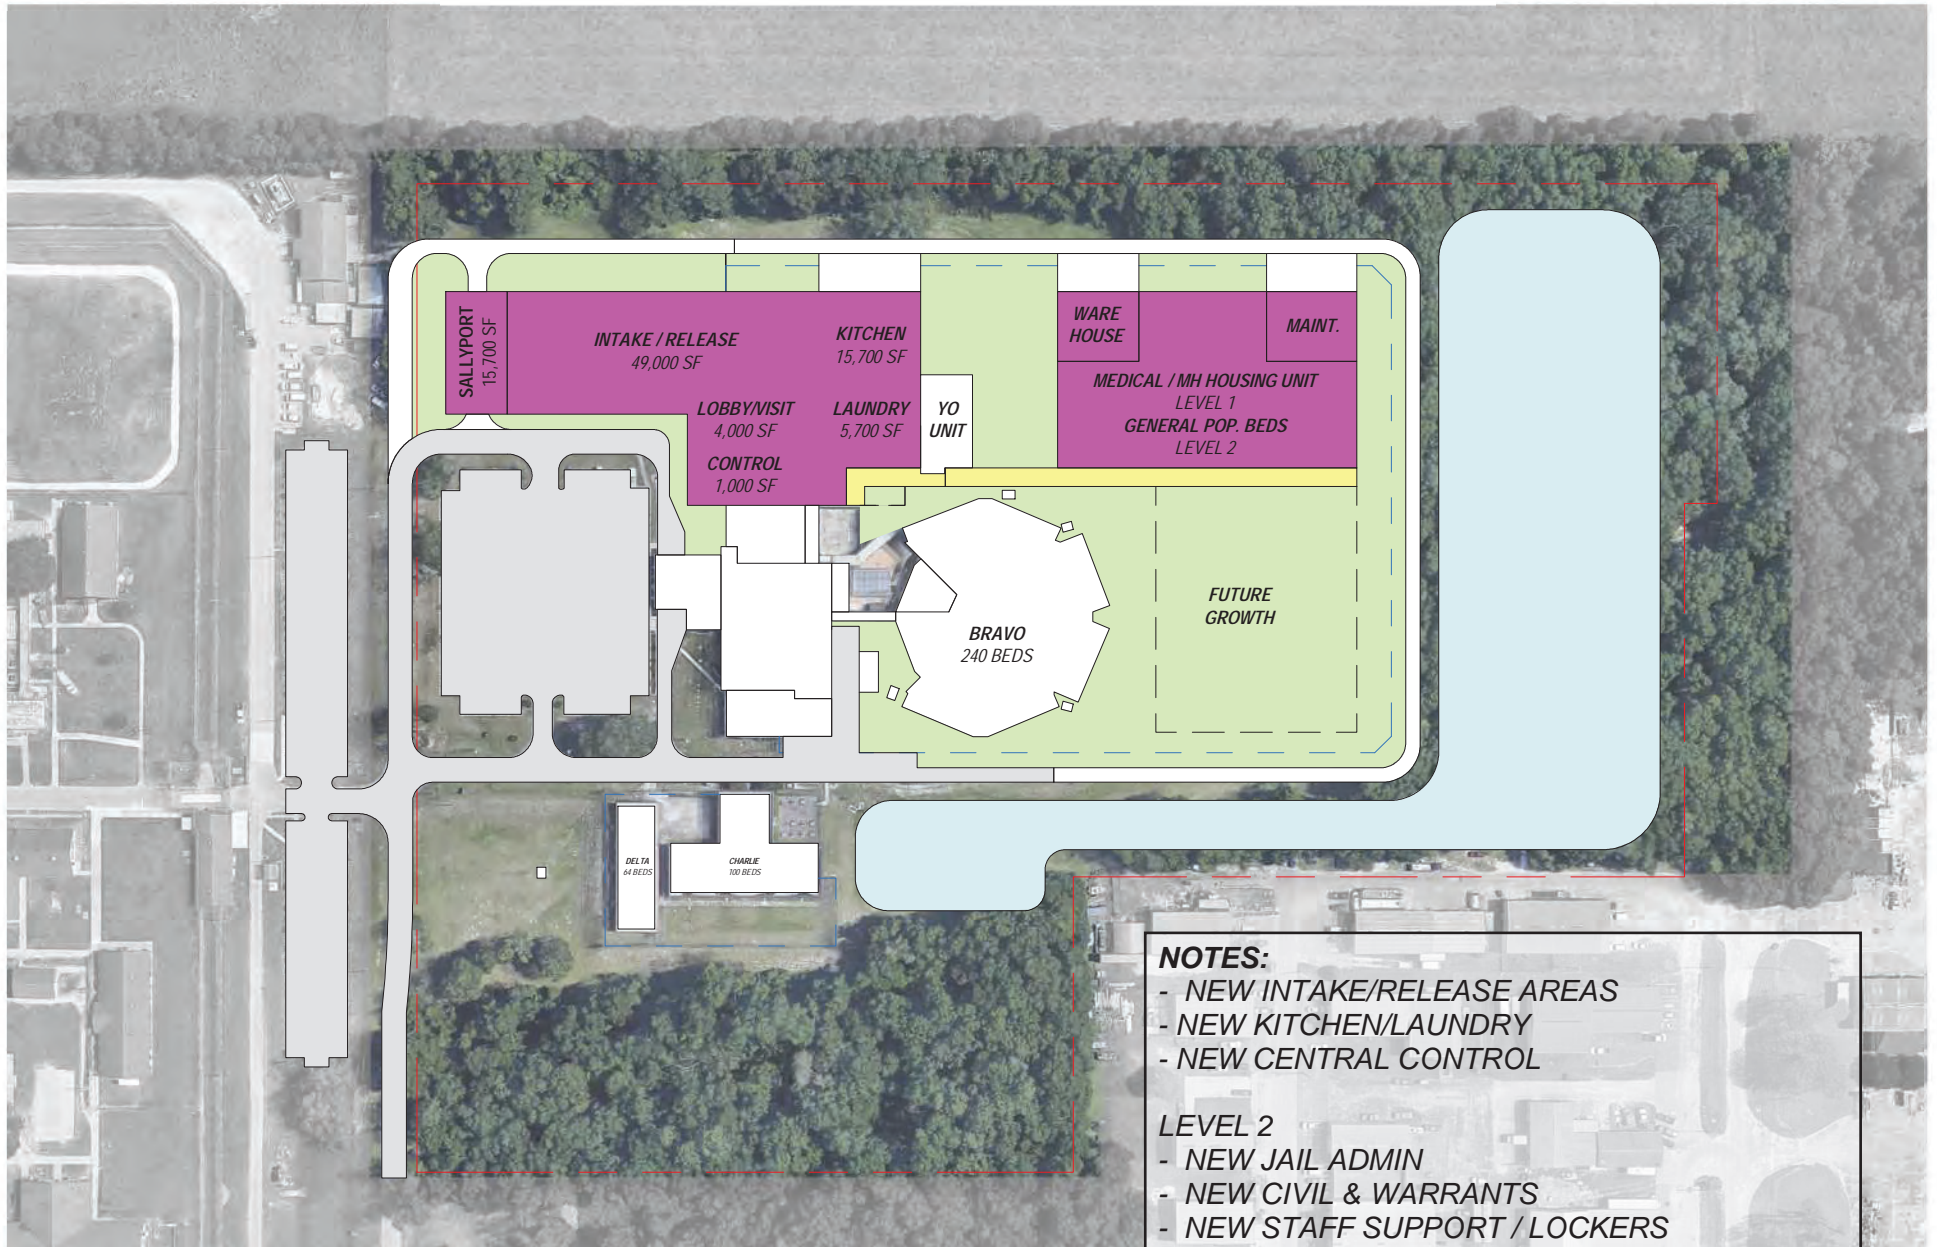 SALLYPORT
15,700 SF
INTAKE / RELEASE
49,000 SF
KITCHEN
15,700 SF
LOBBY/VISIT
4,000 SF
LAUNDRY
5,700 SF
CONTROL
1,000 SF
YO
UNIT
WARE
HOUSE
MAINT.
MEDICAL / MH HOUSING UNIT
LEVEL 1
GENERAL POP. BEDS
LEVEL 2
FUTURE
GROWTH
BRAVO
240 BEDS
DELTA
64 BEDS
CHARLIE
100 BEDS
NOTES:
- NEW INTAKE/RELEASE AREAS
- NEW KITCHEN/LAUNDRY
- NEW CENTRAL CONTROL
LEVEL 2
- NEW JAIL ADMIN
- NEW CIVIL & WARRANTS
- NEW STAFF SUPPORT / LOCKERS